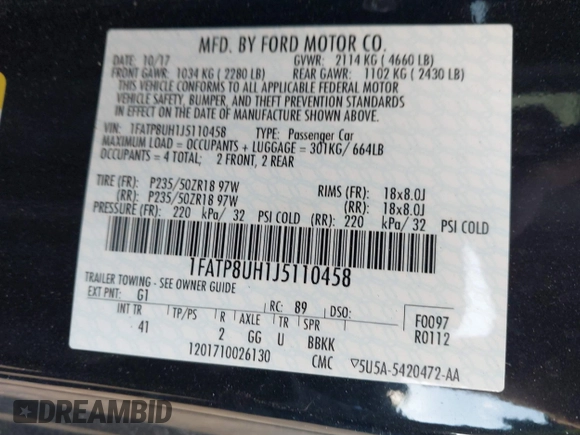 MFD. BY FORD MOTOR CO.
DATE: 10/17 GVWR: 2114 KG ( 4660 LB)
FRONT GAWR: 1034 KG ( 2280 LB) REAR GAWR: 1102 KG ( 2430 LB)
THIS VEHICLE CONFORMS TO ALL APPLICABLE FEDERAL MOTOR
VEHICLE SAFETY, BUMPER, AND THEFT PREVENTION STANDARDS
IN EFFECT ON THE DATE OF MANUFACTURE SHOWN ABOVE.
VIN: 1FATP8UH1J5110458 TYPE: Passenger Car
MAXIMUM LOAD = OCCUPANTS + LUGGAGE = 301KG/ 664LB
OCCUPANTS = 4 TOTAL; 2 FRONT, 2 REAR
TIRE (FR): P235/50ZR18 97W RIMS (FR): 18x8.0J
(RR): P235/50ZR18 97W (RR): 18x8.0J
PRESSURE (FR): 220 kPa/ 32 PSI COLD (RR): 220 kPa/ 32 PSI COLD
1FATP8UH1J5110458
TRAILER TOWING - SEE OWNER GUIDE
EXT PNT: G1 RC: 89 DSO: F0097
INT TR TP/PS R AXLE TR SPR R0112
41 2 GG U BBKK
1201710026130 CMC ▽5U5A-5420472-AA
DREAMBID